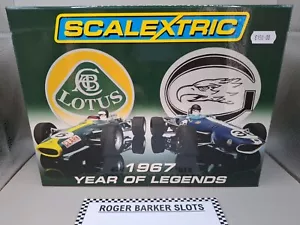 SCALEXTRIC
LOTUS
1967
YEAR OF LEGENDS
ROGER BARKER SLOTS